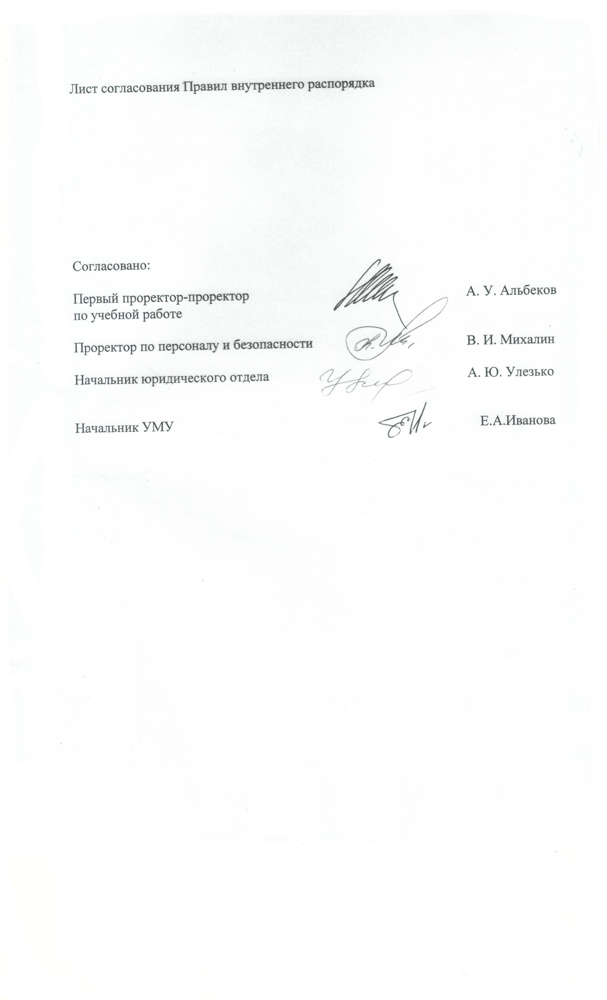 Лист согласования Правил внутреннего распорядка
Согласовано:
Первый проректор-проректор
по учебной работе
А. У. Альбеков
Проректор по персоналу и безопасности
В. И. Михалин
Начальник юридического отдела
А. Ю. Улезько
Начальник УМУ
Е.А.Иванова